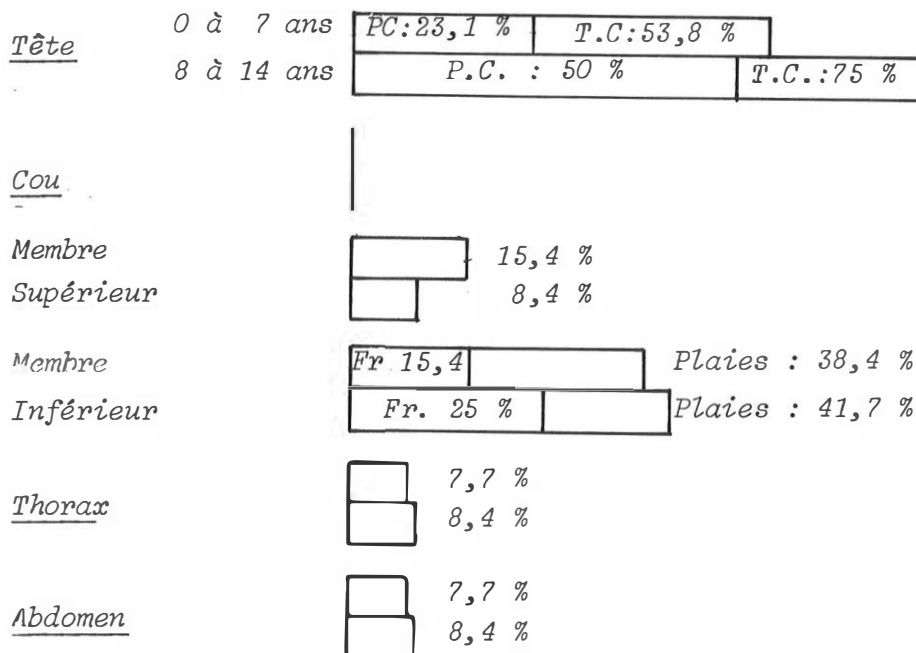 Tête 0 à 7 ans PC:23,1 % T.C:53,8 %
8 à 14 ans P.C. : 50 % T.C.:75 %
Cou
Membre 15,4 %
Supérieur 8,4 %
Membre Fr 15,4 Plaies : 38,4 %
Inférieur Fr. 25 % Plaies : 41,7 %
7,7 %
Thorax 8,4 %
7,7 %
Abdomen 8,4 %